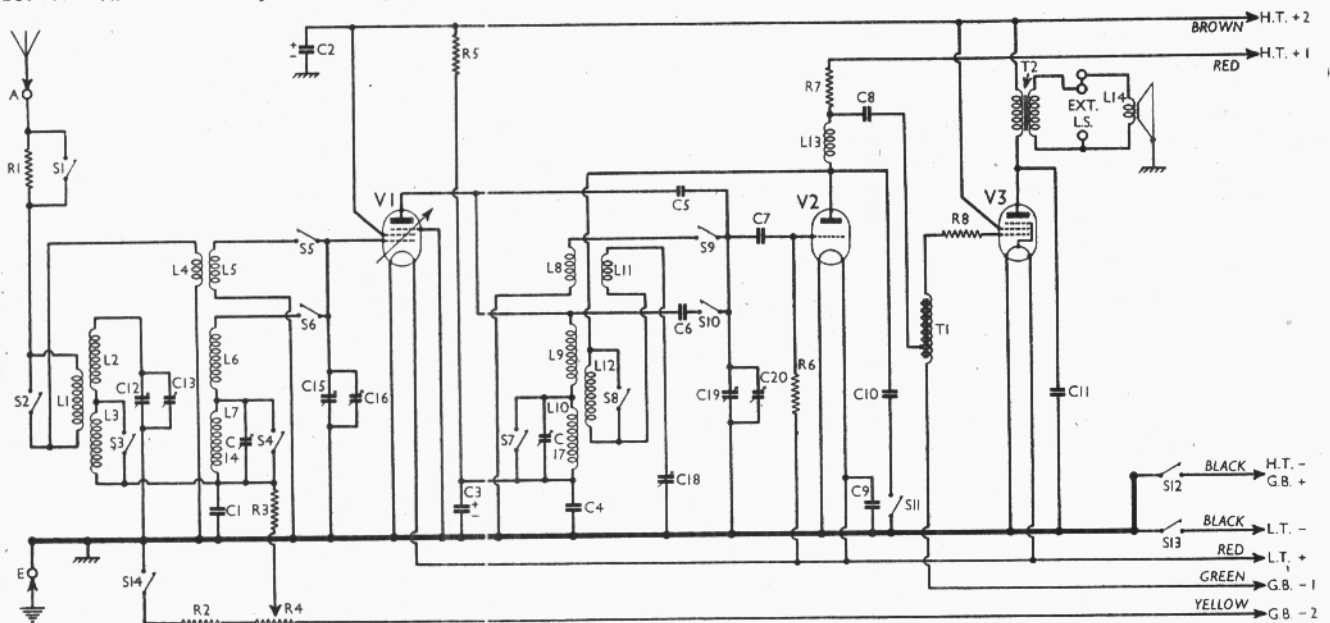 H.T. +2
BROWN
C2
R5
H.T. +1
RED
T2
R7
C8
EXT.
L.S.
L14
A
L13
R1
S1
V1
C5
V2
V3
C7
R8
S5
S9
L4
L5
L8
L11
S6
C6
S10
T1
L2
L6
L9
R6
C12
C13
L12
S2
L1
C15
C16
S8
C19
C20
C10
C11
L3
L7
L10
S3
C
14
S4
S7
C
17
C18
BLACK
H.T. –
G.B. +
S12
C1
R3
C3
C4
C9
S11
BLACK
L.T. –
S13
RED
L.T. +
E
S14
GREEN
G.B. –1
R2
R4
YELLOW
G.B. –2